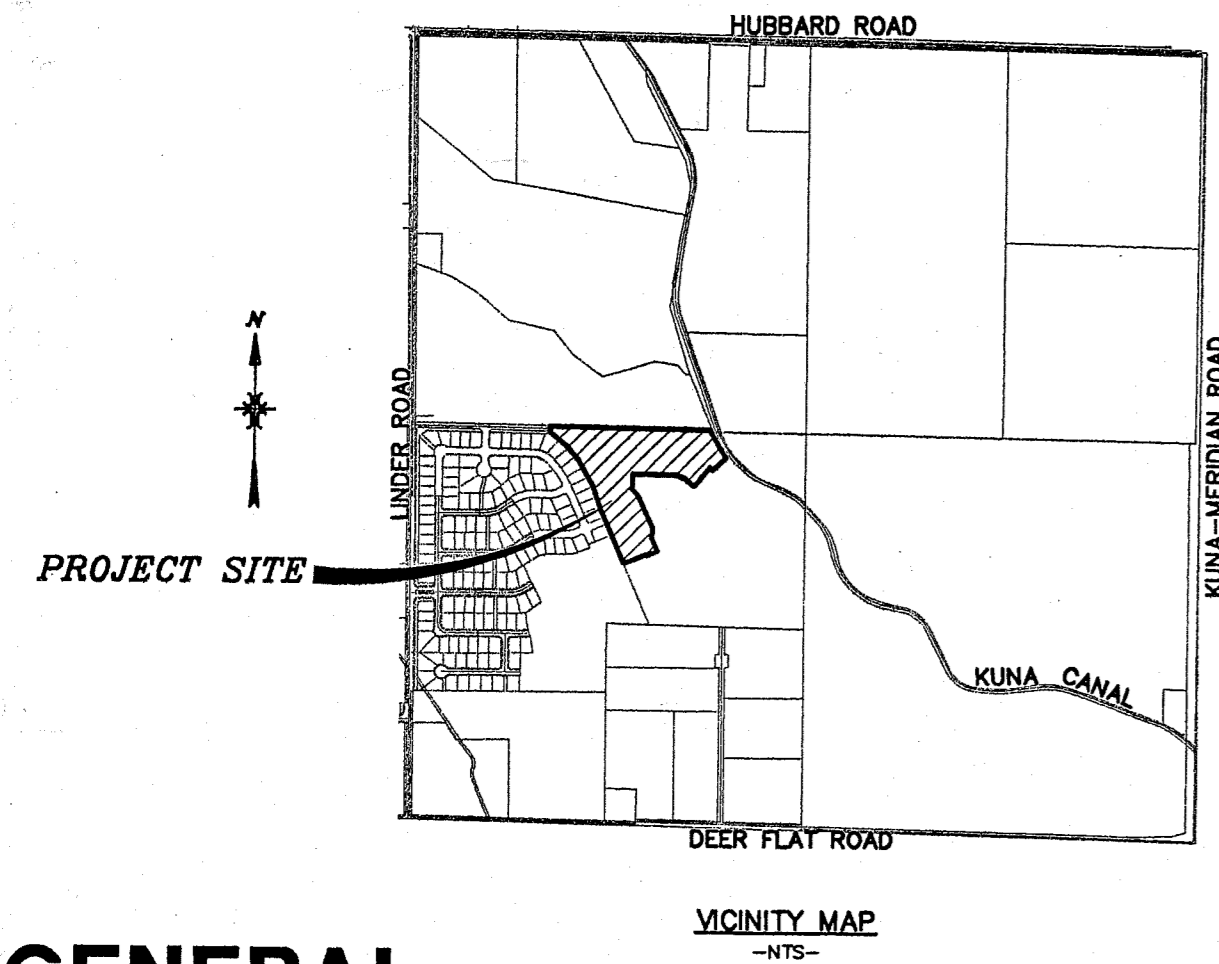 HUBBARD ROAD
N
LINDER ROAD
KUNA-MERIDIAN ROAD
PROJECT SITE
KUNA CANAL
DEER FLAT ROAD
VICINITY MAP
-NTS-
GENERAL